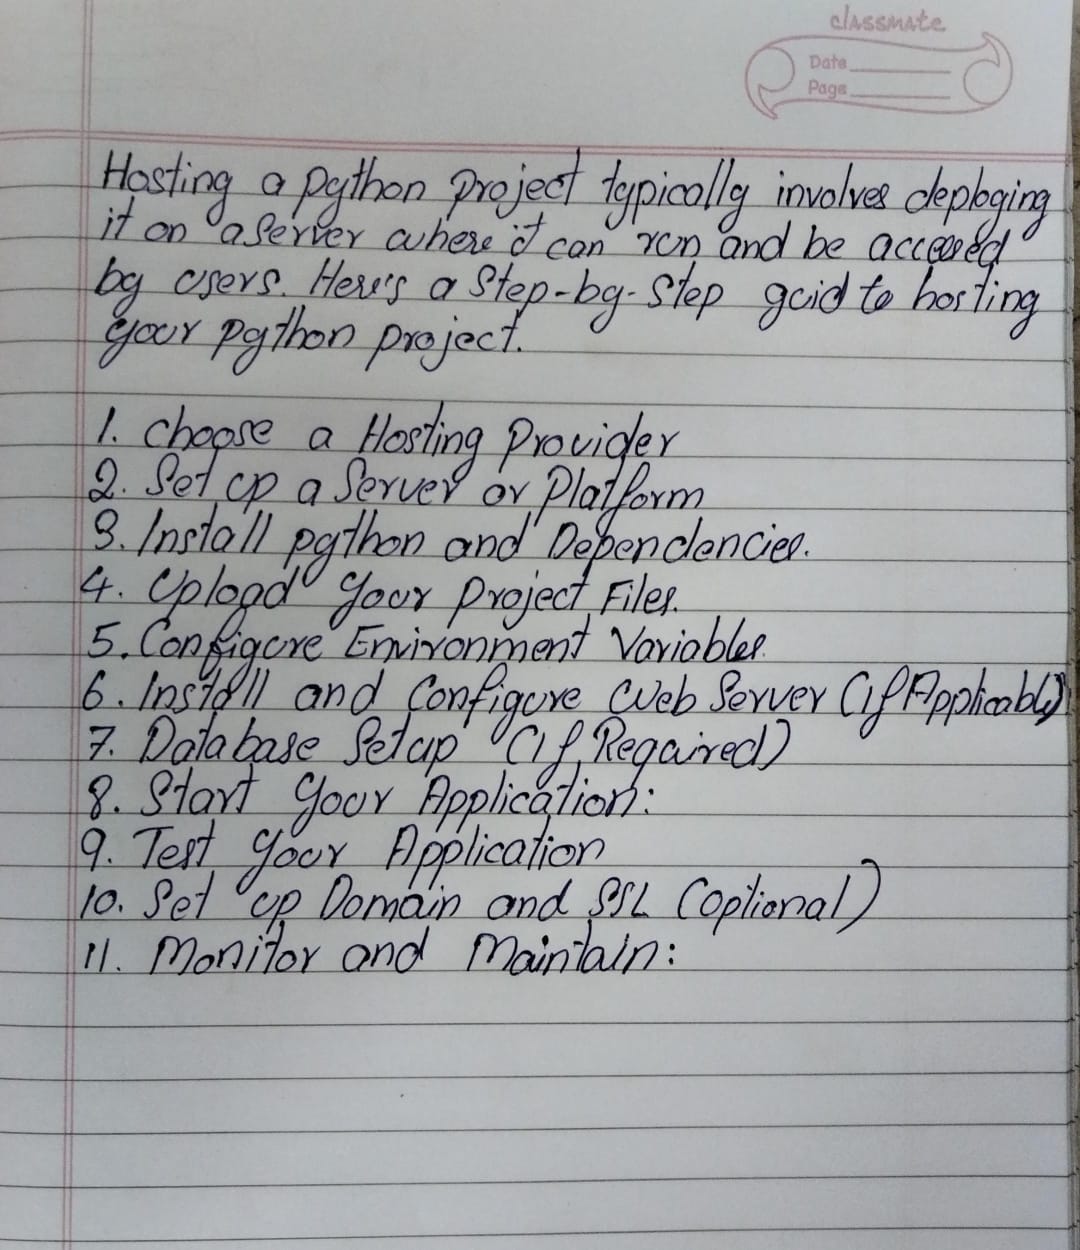 classmate
Date
Page
Hosting a python project typically involves deploying
it on a server where it can run and be accessed
by users. Here's a Step-by-Step guid to hosting
your python project.
1. Choose a Hosting Provider
2. Set up a Server or Platform
3. Install python and Dependencies.
4. Upload your project Files.
5. Configure Environment Variables.
6. Install and Configure Web Server (If Applicable)
7. Database Setup (If Required)
8. Start your Application:
9. Test your Application
10. Set up Domain and SSL (optional)
11. Monitor and Maintain: